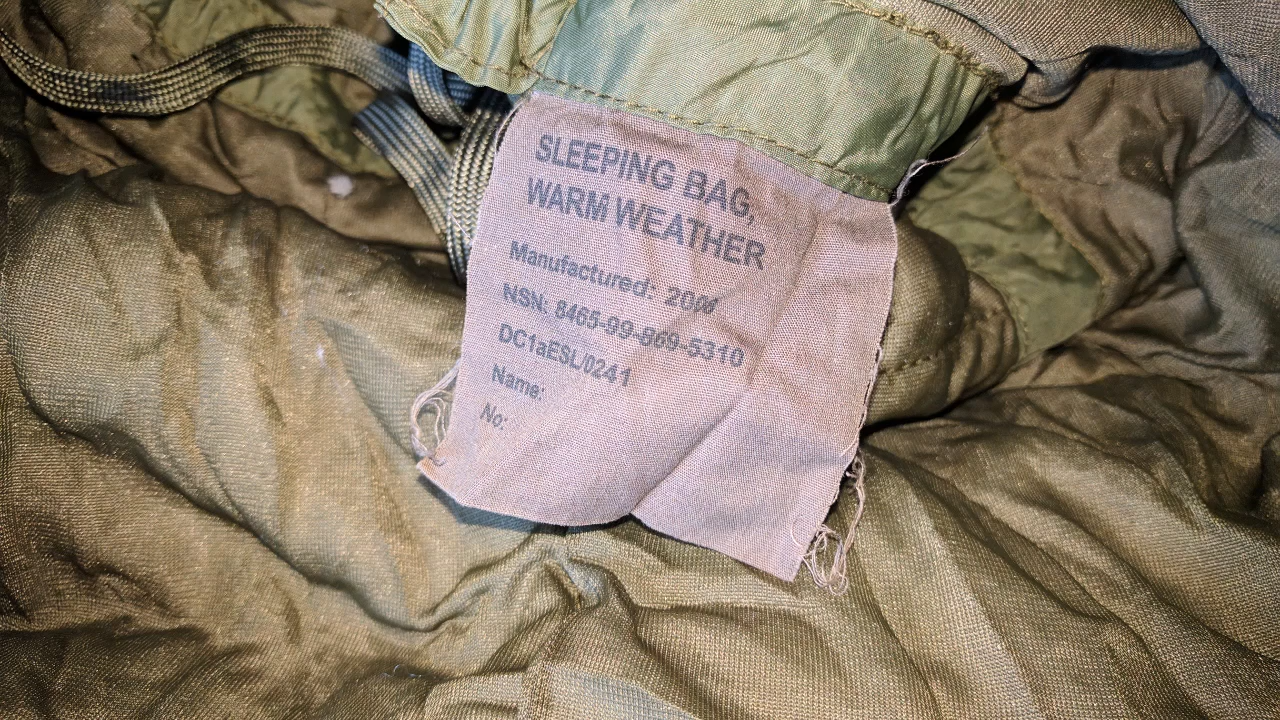 SLEEPING BAG,
WARM WEATHER
Manufactured:
NSN: 8465-99-869-5310
DC1aESL/0241
Name:
No: